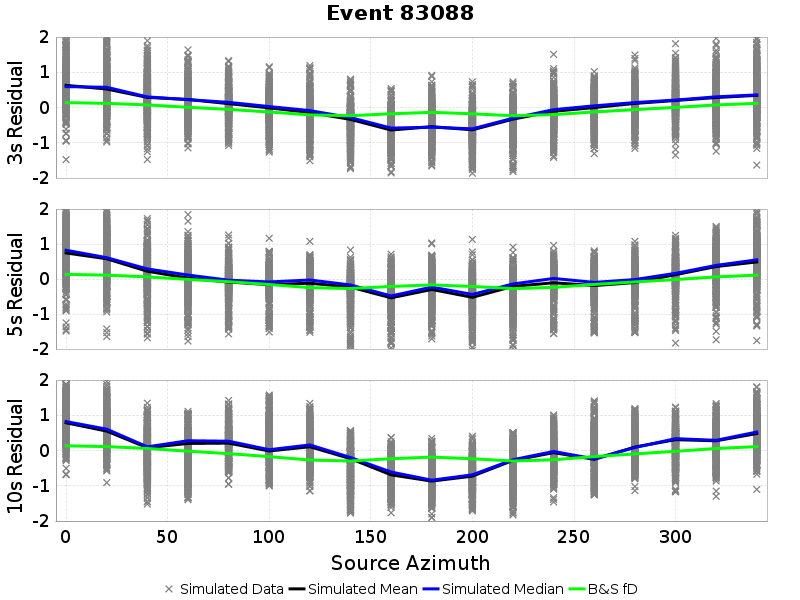 Event 83088
3s Residual
2
1
0
-1
-2
5s Residual
2
1
0
-1
-2
10s Residual
2
1
0
-1
-2
0 50 100 150 200 250 300
Source Azimuth
Simulated Data Simulated Mean Simulated Median B&S fD